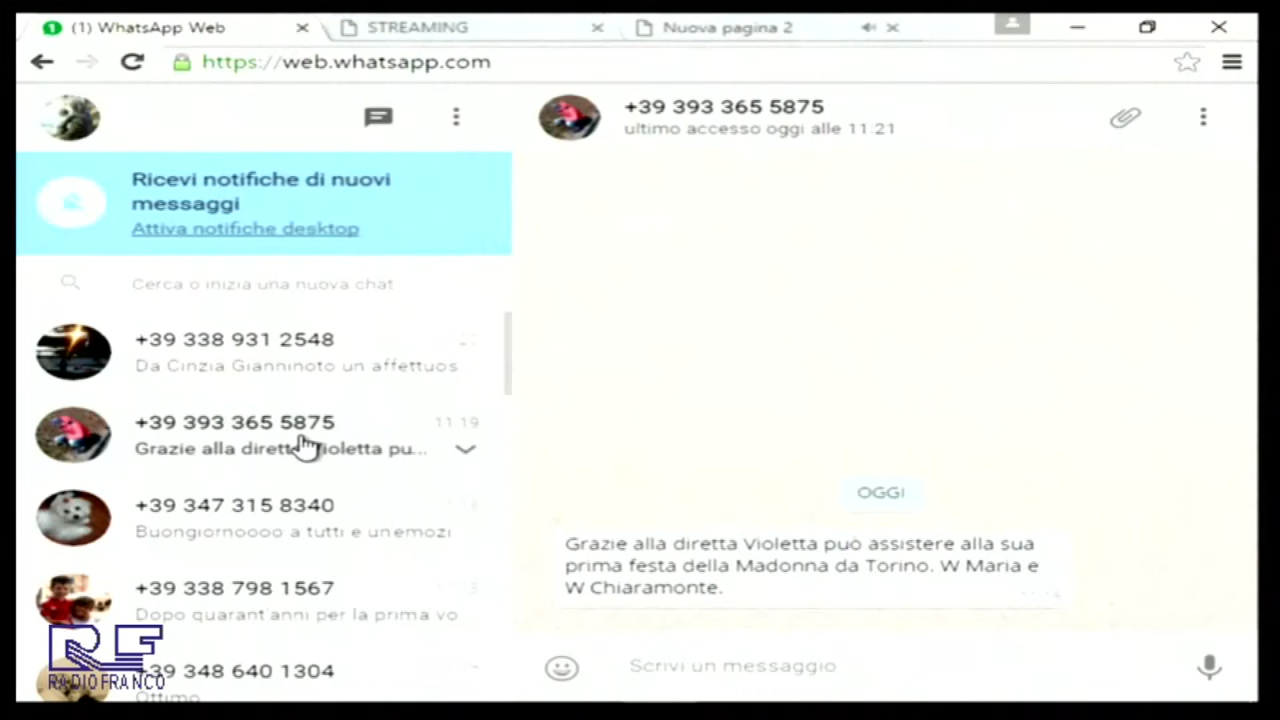 (1) WhatsApp Web
STREAMING
Nuova pagina 2
https://web.whatsapp.com
+39 393 365 5875
ultimo accesso oggi alle 11.21
Ricevi notifiche di nuovi
messaggi
Attiva notifiche desktop
Cerca o inizia una nuova chat
+39 338 931 2548
Da Cinzia Gianninoto un affettuos
+39 393 365 5875
11:19
Grazie alla dirett ioletta pu...
+39 347 315 8340
Buongiornoooo a tutti e un'emozi
+39 338 798 1567
Dopo quarant'anni per la prima vo
39 348 640 1304
Ottimo
OGGI
Grazie alla diretta Violetta può assistere alla sua
prima festa della Madonna da Torino. W Maria e
W Chiaramonte.
Scrivi un messaggio
RF
RADIO FRANCO